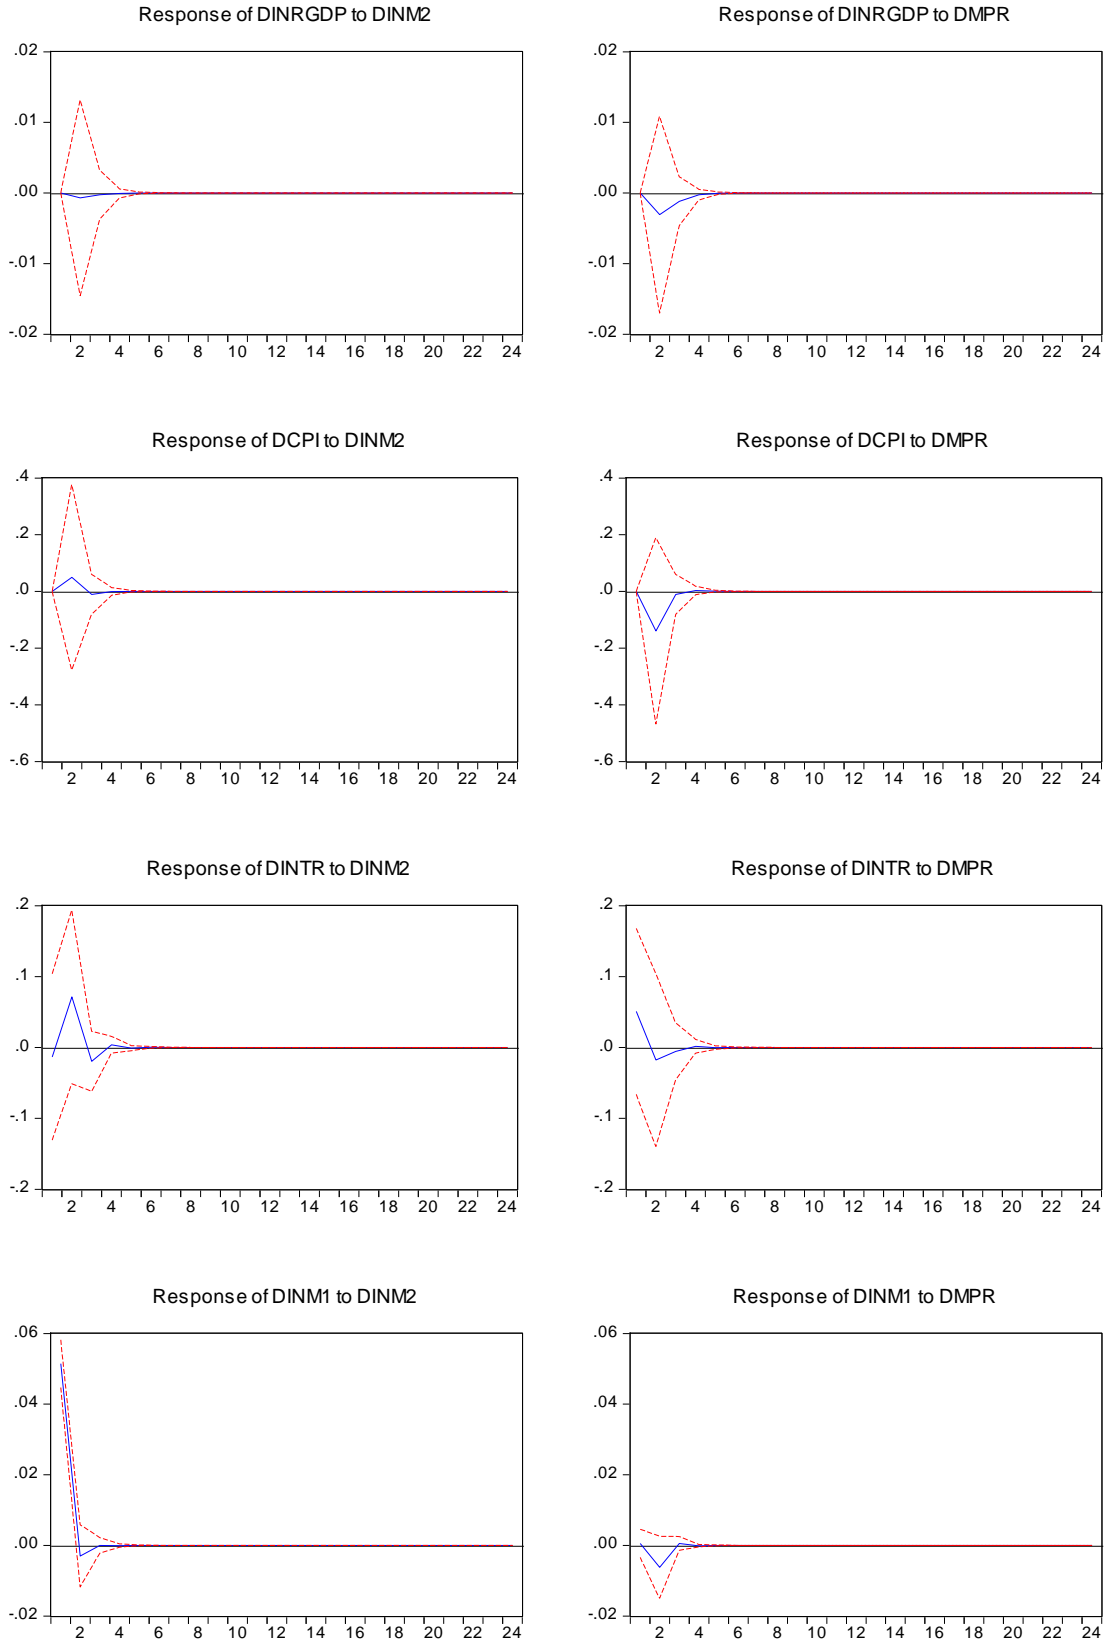 Response of DINRGDP to DINM2
.02
.01
.00
-.01
-.02
2 4 6 8 10 12 14 16 18 20 22 24
Response of DINRGDP to DMPR
.02
.01
.00
-.01
-.02
2 4 6 8 10 12 14 16 18 20 22 24
Response of DCPI to DINM2
.4
.2
.0
-.2
-.4
-.6
2 4 6 8 10 12 14 16 18 20 22 24
Response of DCPI to DMPR
.4
.2
.0
-.2
-.4
-.6
2 4 6 8 10 12 14 16 18 20 22 24
Response of DINTR to DINM2
.2
.1
.0
-.1
-.2
2 4 6 8 10 12 14 16 18 20 22 24
Response of DINTR to DMPR
.2
.1
.0
-.1
-.2
2 4 6 8 10 12 14 16 18 20 22 24
Response of DINM1 to DINM2
.06
.04
.02
.00
-.02
2 4 6 8 10 12 14 16 18 20 22 24
Response of DINM1 to DMPR
.06
.04
.02
.00
-.02
2 4 6 8 10 12 14 16 18 20 22 24